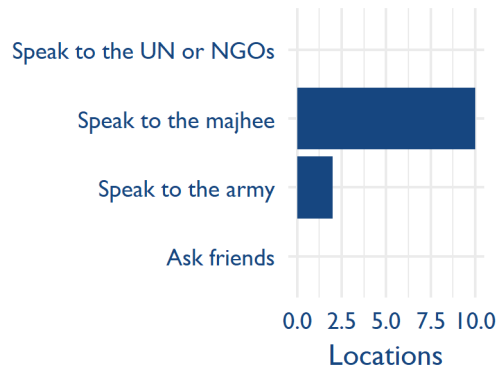 Speak to the UN or NGOs
Speak to the majhee
Speak to the army
Ask friends
0.0 2.5 5.0 7.5 10.0
Locations